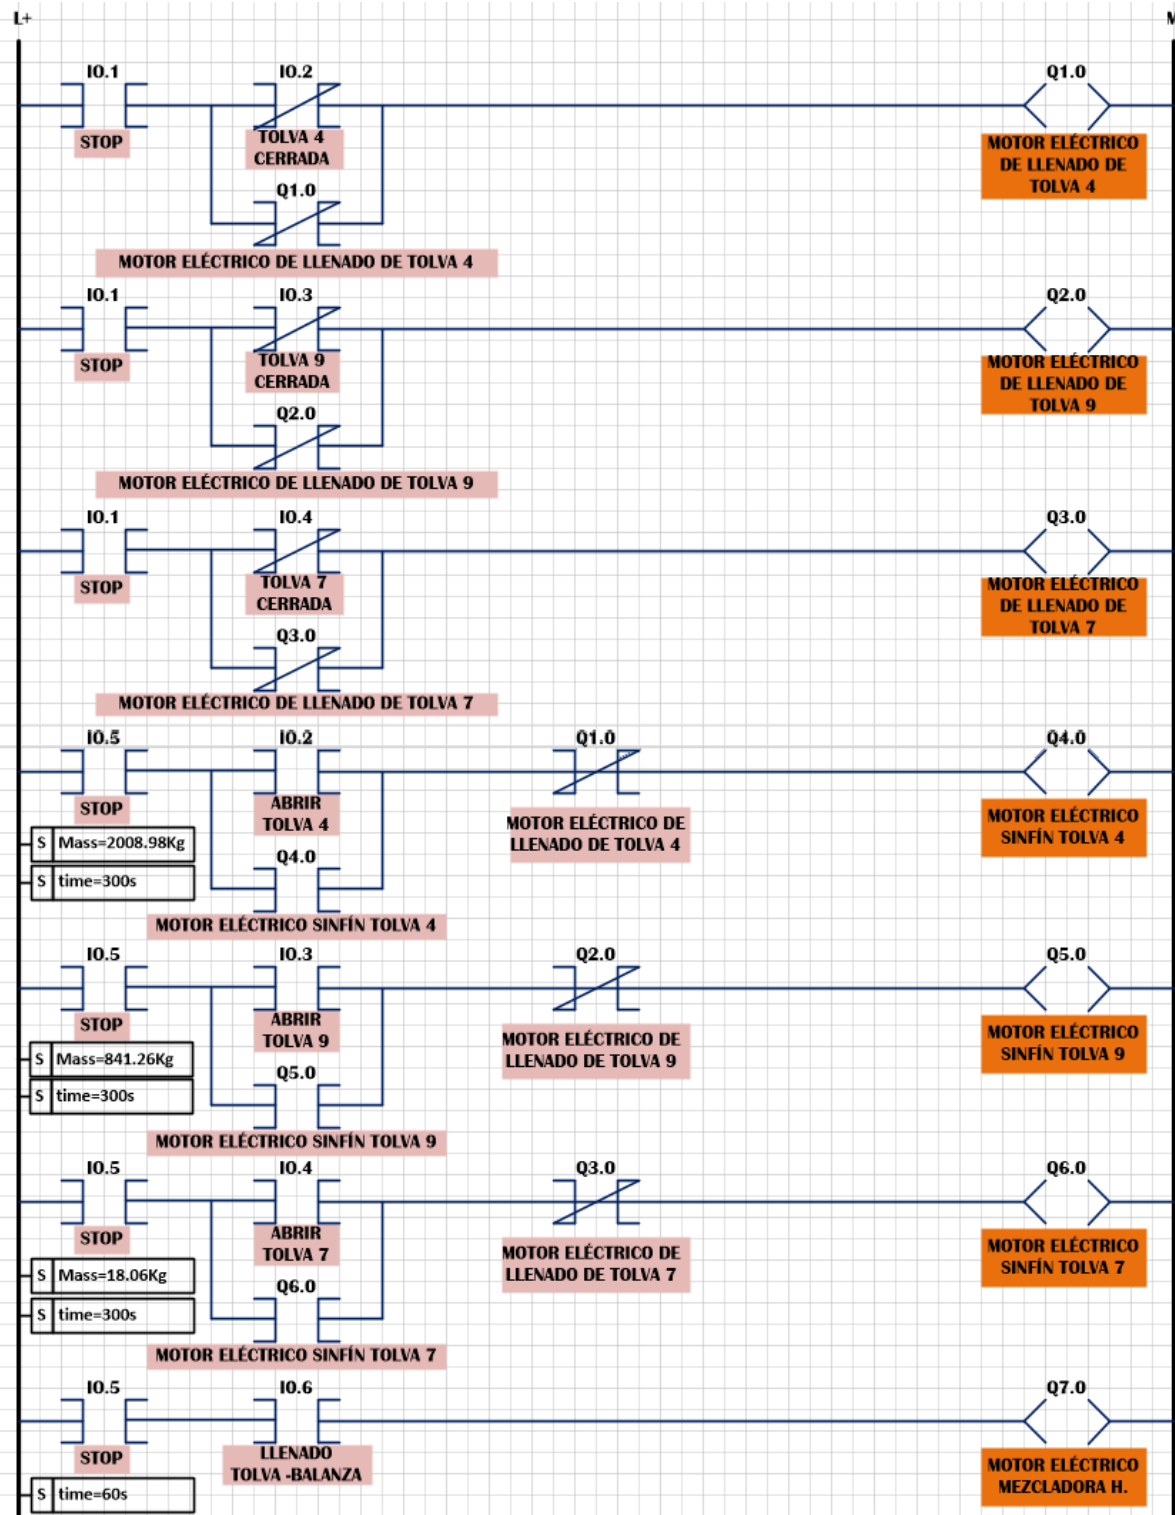 L+
M
I0.1
I0.2
Q1.0
STOP
TOLVA 4
CERRADA
MOTOR ELÉCTRICO
DE LLENADO DE
TOLVA 4
Q1.0
MOTOR ELÉCTRICO DE LLENADO DE TOLVA 4
I0.1
I0.3
Q2.0
STOP
TOLVA 9
CERRADA
MOTOR ELÉCTRICO
DE LLENADO DE
TOLVA 9
Q2.0
MOTOR ELÉCTRICO DE LLENADO DE TOLVA 9
I0.1
I0.4
Q3.0
STOP
TOLVA 7
CERRADA
MOTOR ELÉCTRICO
DE LLENADO DE
TOLVA 7
Q3.0
MOTOR ELÉCTRICO DE LLENADO DE TOLVA 7
I0.5
I0.2
Q1.0
Q4.0
STOP
ABRIR
TOLVA 4
MOTOR ELÉCTRICO DE
LLENADO DE TOLVA 4
MOTOR ELÉCTRICO
SINFÍN TOLVA 4
S Mass=2008.98Kg
S time=300s
Q4.0
MOTOR ELÉCTRICO SINFÍN TOLVA 4
I0.5
I0.3
Q2.0
Q5.0
STOP
ABRIR
TOLVA 9
MOTOR ELÉCTRICO DE
LLENADO DE TOLVA 9
MOTOR ELÉCTRICO
SINFÍN TOLVA 9
S Mass=841.26Kg
S time=300s
Q5.0
MOTOR ELÉCTRICO SINFÍN TOLVA 9
I0.5
I0.4
Q3.0
Q6.0
STOP
ABRIR
TOLVA 7
MOTOR ELÉCTRICO DE
LLENADO DE TOLVA 7
MOTOR ELÉCTRICO
SINFÍN TOLVA 7
S Mass=18.06Kg
S time=300s
Q6.0
MOTOR ELÉCTRICO SINFÍN TOLVA 7
I0.5
I0.6
Q7.0
STOP
LLENADO
TOLVA -BALANZA
MOTOR ELÉCTRICO
MEZCLADORA H.
S time=60s